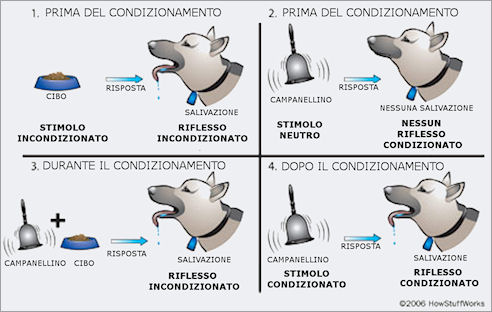 1. PRIMA DEL CONDIZIONAMENTO
CIBO
RISPOSTA
SALIVAZIONE
STIMOLO
INCONDIZIONATO
RIFLESSO
INCONDIZIONATO
2. PRIMA DEL CONDIZIONAMENTO
CAMPANELLINO
RISPOSTA
NESSUNA SALIVAZIONE
STIMOLO
NEUTRO
NESSUN
RIFLESSO
CONDIZIONATO
3. DURANTE IL CONDIZIONAMENTO
+
CAMPANELLINO
CIBO
RISPOSTA
SALIVAZIONE
RIFLESSO
INCONDIZIONATO
4. DOPO IL CONDIZIONAMENTO
CAMPANELLINO
RISPOSTA
SALIVAZIONE
STIMOLO
CONDIZIONATO
RIFLESSO
CONDIZIONATO
©2006 HowStuffWorks